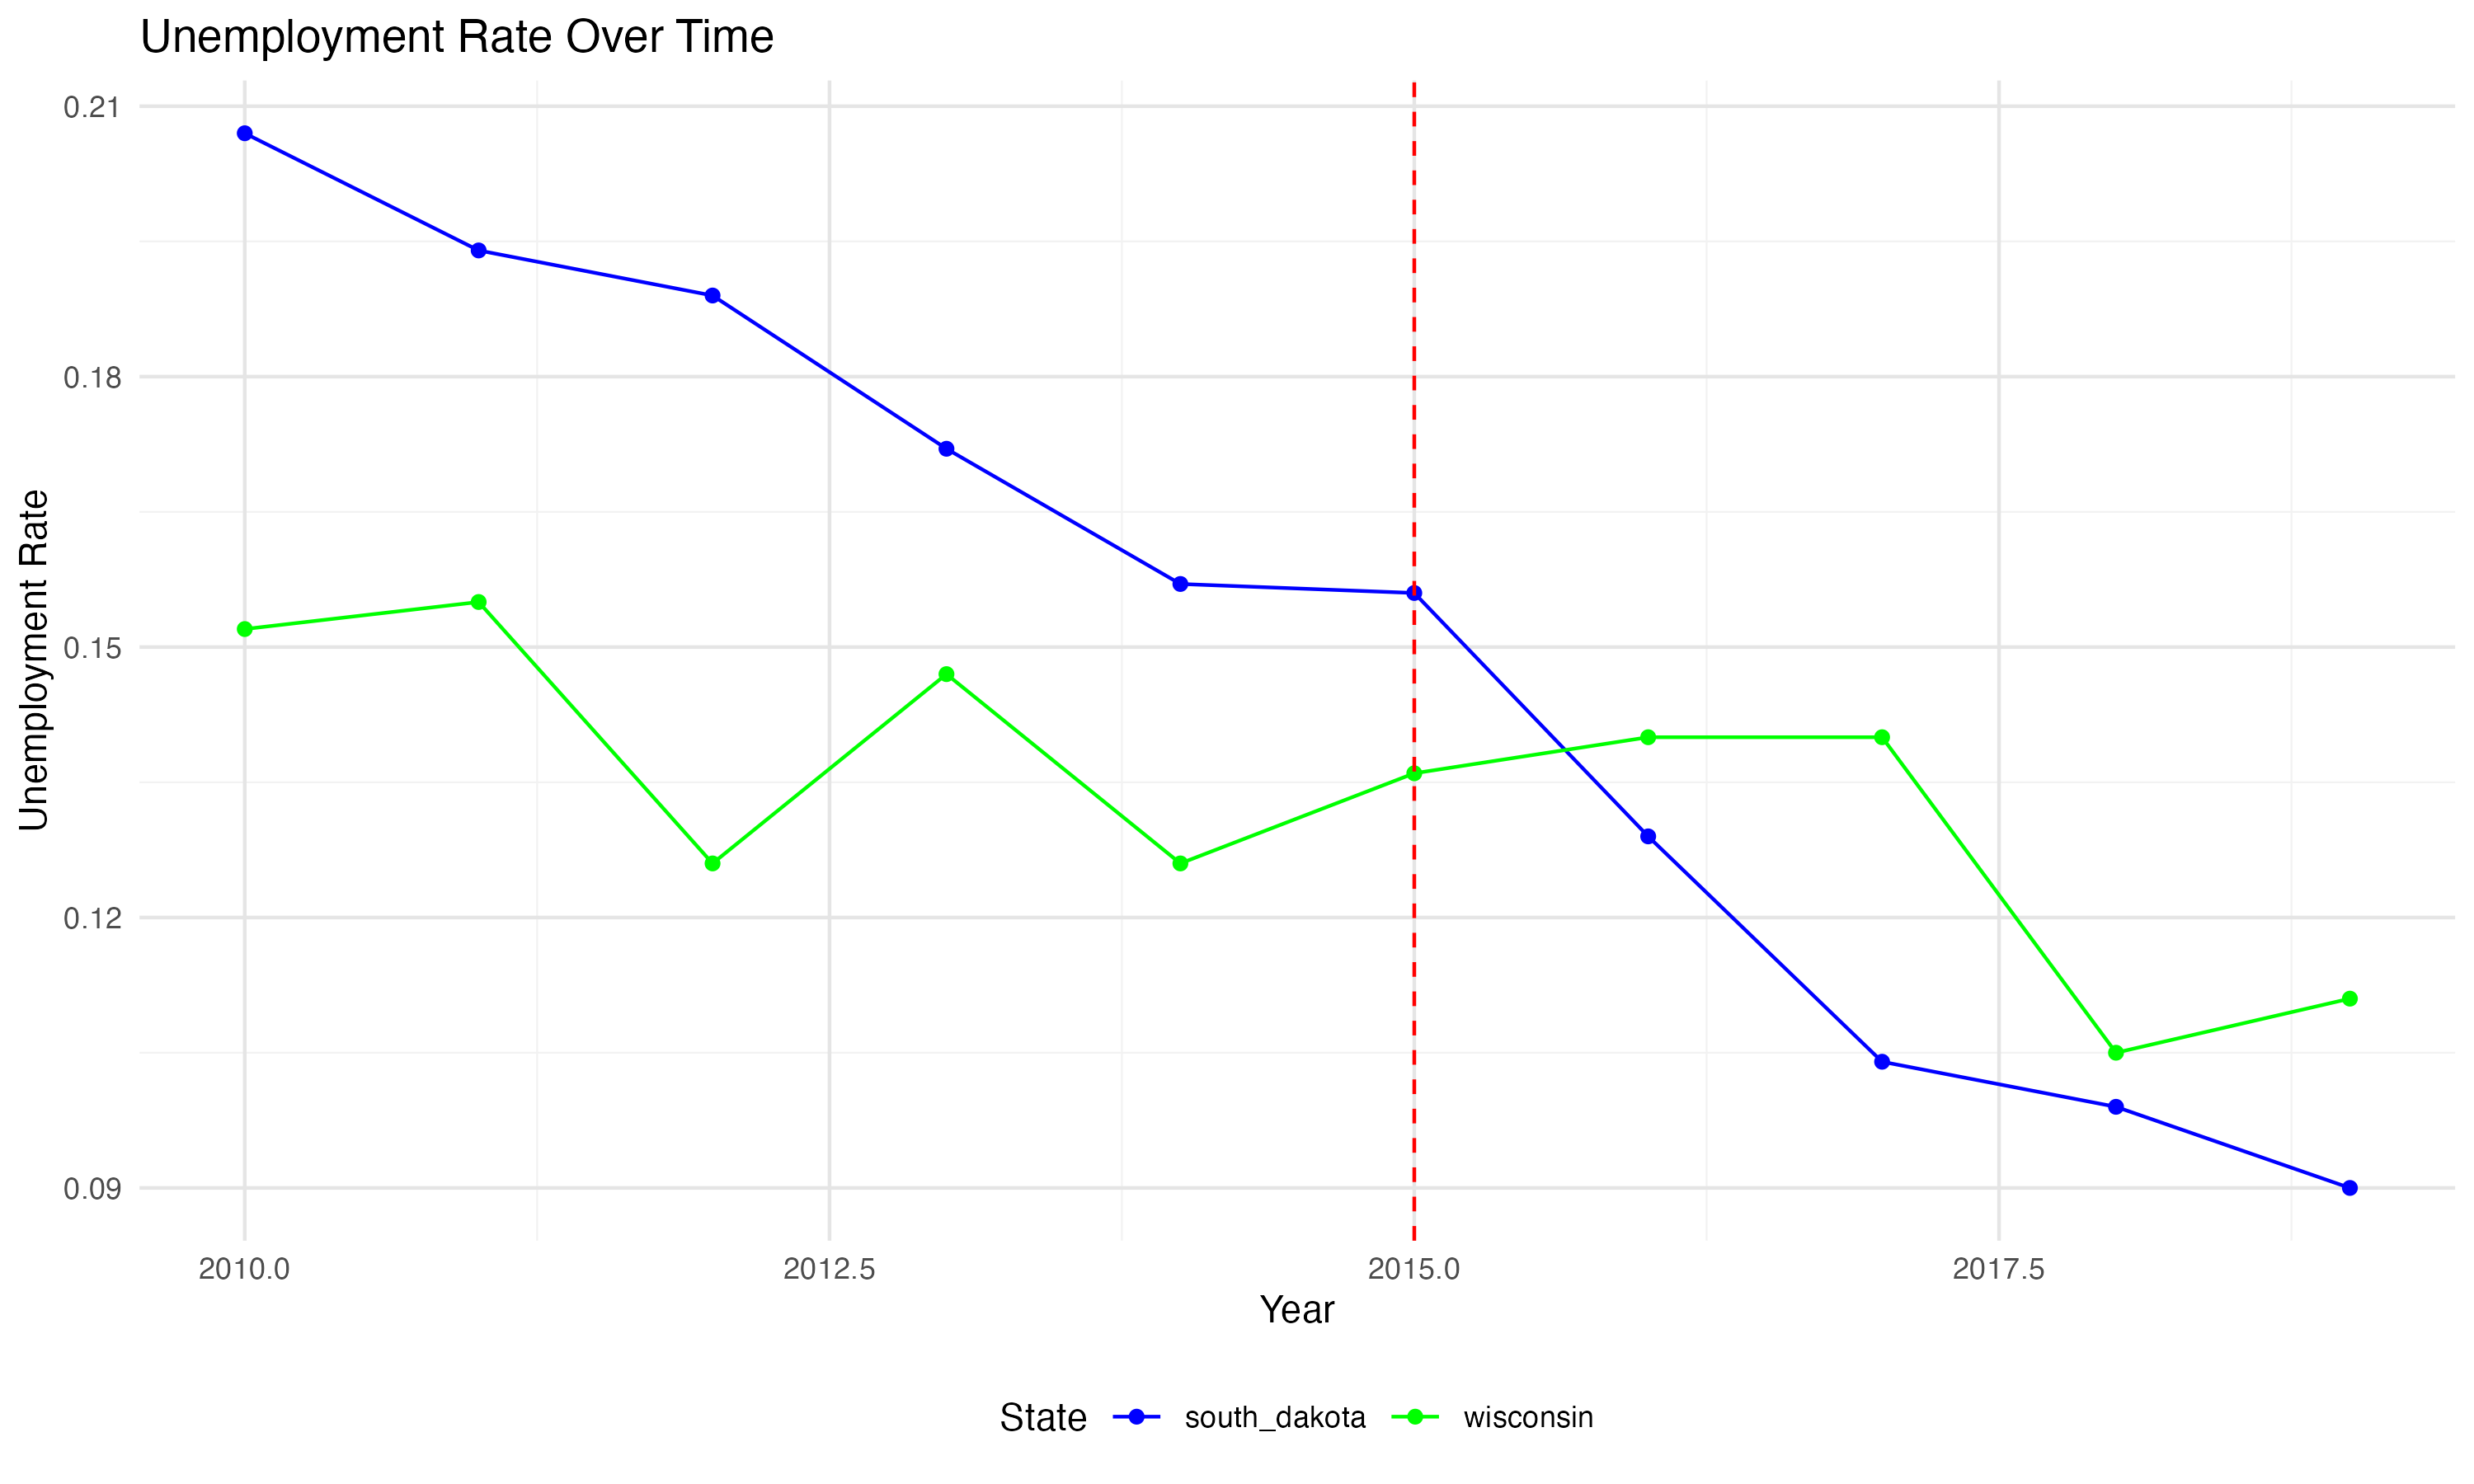 Unemployment Rate Over Time
Unemployment Rate
0.21
0.18
0.15
0.12
0.09
2010.0 2012.5 2015.0 2017.5
Year
State south_dakota wisconsin